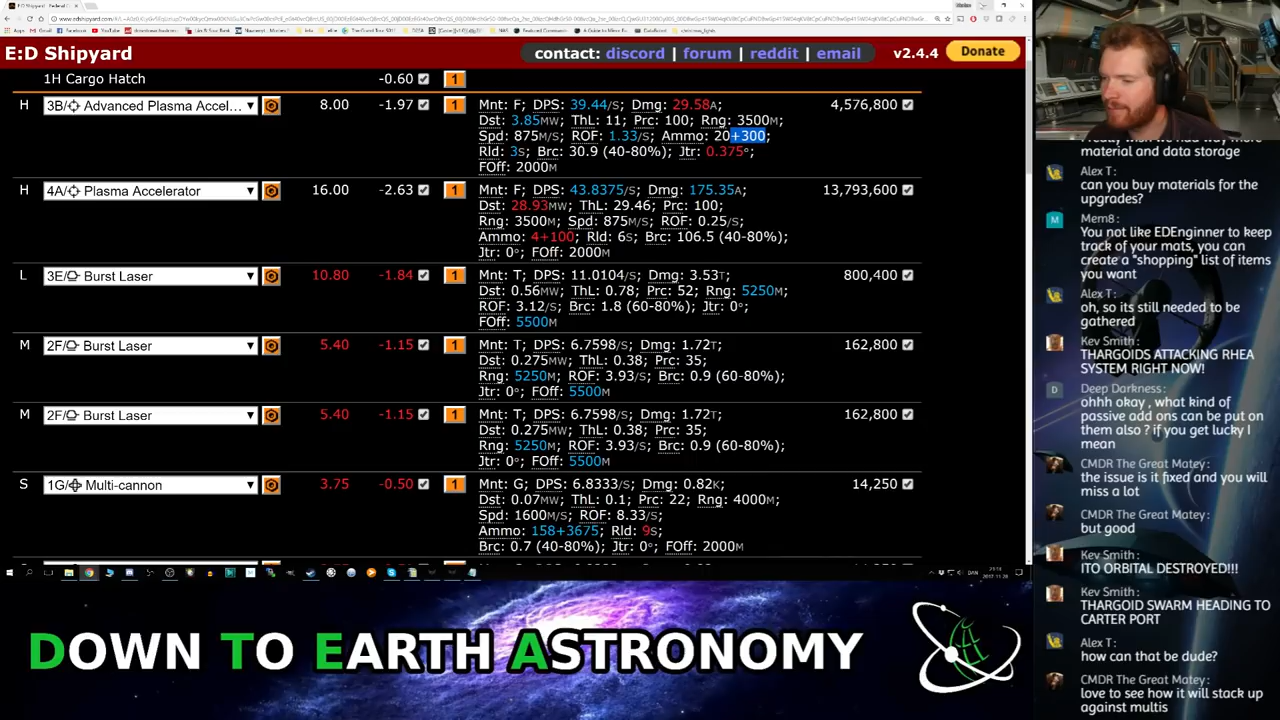 E:D Shipyard
E:D Shipyard
contact: discord | forum | reddit | email
v2.4.4
Donate
1H Cargo Hatch -0.60 1
H 3B/ Advanced Plasma Accel... 8.00 -1.97 1 Mnt: F; DPS: 39.44/S; Dmg: 29.58A; 4,576,800
Dst: 3.85MW; ThL: 11; Prc: 100; Rng: 3500M;
Spd: 875M/S; ROF: 1.33/S; Ammo: 20+300;
Rld: 3S; Brc: 30.9 (40-80%); Jtr: 0.375°;
FOff: 2000M
H 4A/ Plasma Accelerator 16.00 -2.63 1 Mnt: F; DPS: 43.8375/S; Dmg: 175.35A; 13,793,600
Dst: 28.93MW; ThL: 29.46; Prc: 100;
Rng: 3500M; Spd: 875M/S; ROF: 0.25/S;
Ammo: 4+100; Rld: 6S; Brc: 106.5 (40-80%);
Jtr: 0°; FOff: 2000M
L 3E/ Burst Laser 10.80 -1.84 1 Mnt: T; DPS: 11.0104/S; Dmg: 3.53T; 800,400
Dst: 0.56MW; ThL: 0.78; Prc: 52; Rng: 5250M;
ROF: 3.12/S; Brc: 1.8 (60-80%); Jtr: 0°;
FOff: 5500M
M 2F/ Burst Laser 5.40 -1.15 1 Mnt: T; DPS: 6.7598/S; Dmg: 1.72T; 162,800
Dst: 0.275MW; ThL: 0.38; Prc: 35;
Rng: 5250M; ROF: 3.93/S; Brc: 0.9 (60-80%);
Jtr: 0°; FOff: 5500M
M 2F/ Burst Laser 5.40 -1.15 1 Mnt: T; DPS: 6.7598/S; Dmg: 1.72T; 162,800
Dst: 0.275MW; ThL: 0.38; Prc: 35;
Rng: 5250M; ROF: 3.93/S; Brc: 0.9 (60-80%);
Jtr: 0°; FOff: 5500M
S 1G/ Multi-cannon 3.75 -0.50 1 Mnt: G; DPS: 6.8333/S; Dmg: 0.82K; 14,250
Dst: 0.07MW; ThL: 0.1; Prc: 22; Rng: 4000M;
Spd: 1600M/S; ROF: 8.33/S;
Ammo: 158+3675; Rld: 9S;
Brc: 0.7 (40-80%); Jtr: 0°; FOff: 2000M
DAN
2017-11-28
DOWN TO EARTH ASTRONOMY
material and data storage
Alex T:
can you buy materials for the
upgrades?
M
Mem8:
You not like EDEnginner to keep
track of your mats, you can
create a "shopping" list of items
you want
Alex T:
oh, so its still needed to be
gathered
Kev Smith:
THARGOIDS ATTACKING RHEA
SYSTEM RIGHT NOW!
D
Deep Darkness:
ohhh okay , what kind of
passive add ons can be put on
them also ? if you get lucky I
mean
CMDR The Great Matey:
the issue is it fixed and you will
miss a lot
CMDR The Great Matey:
but good
Kev Smith:
ITO ORBITAL DESTROYED!!!
Kev Smith:
THARGOID SWARM HEADING TO
CARTER PORT
Alex T:
how can that be dude?
CMDR The Great Matey:
love to see how it will stack up
against multis